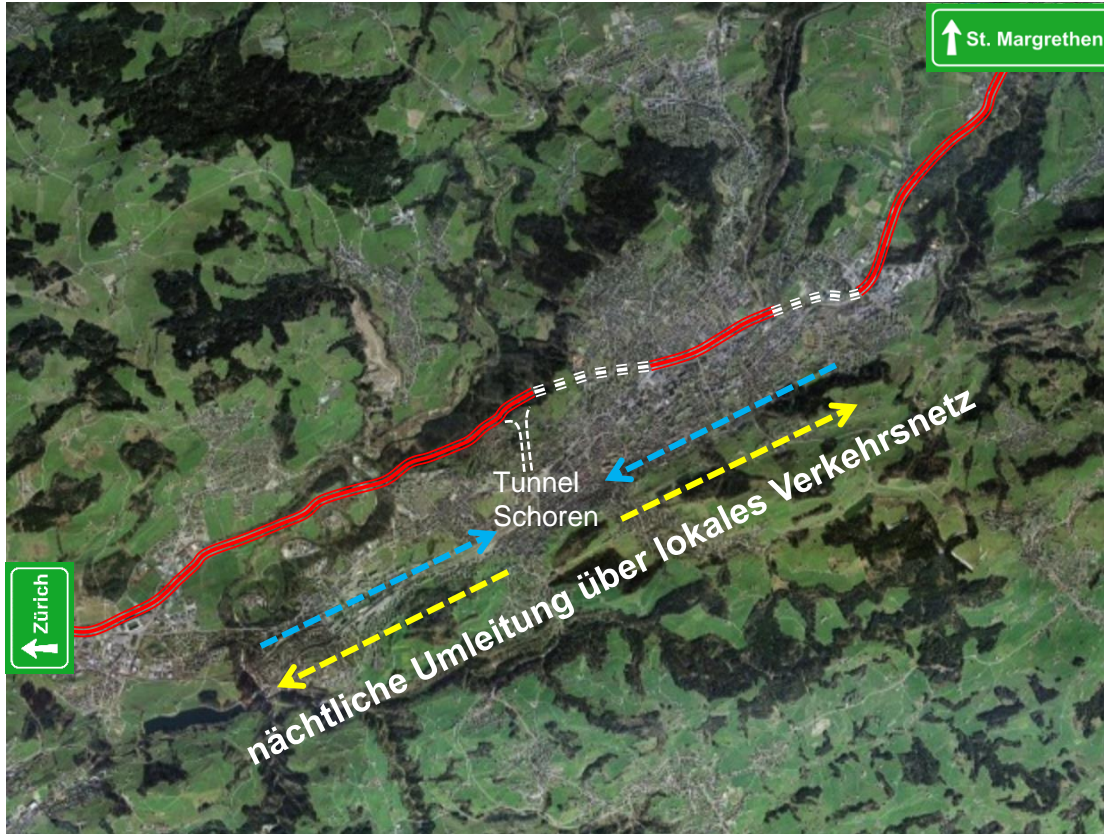 St. Margrethen
Tunnel
Schoren
Zürich
nächtliche Umleitung über lokales Verkehrsnetz